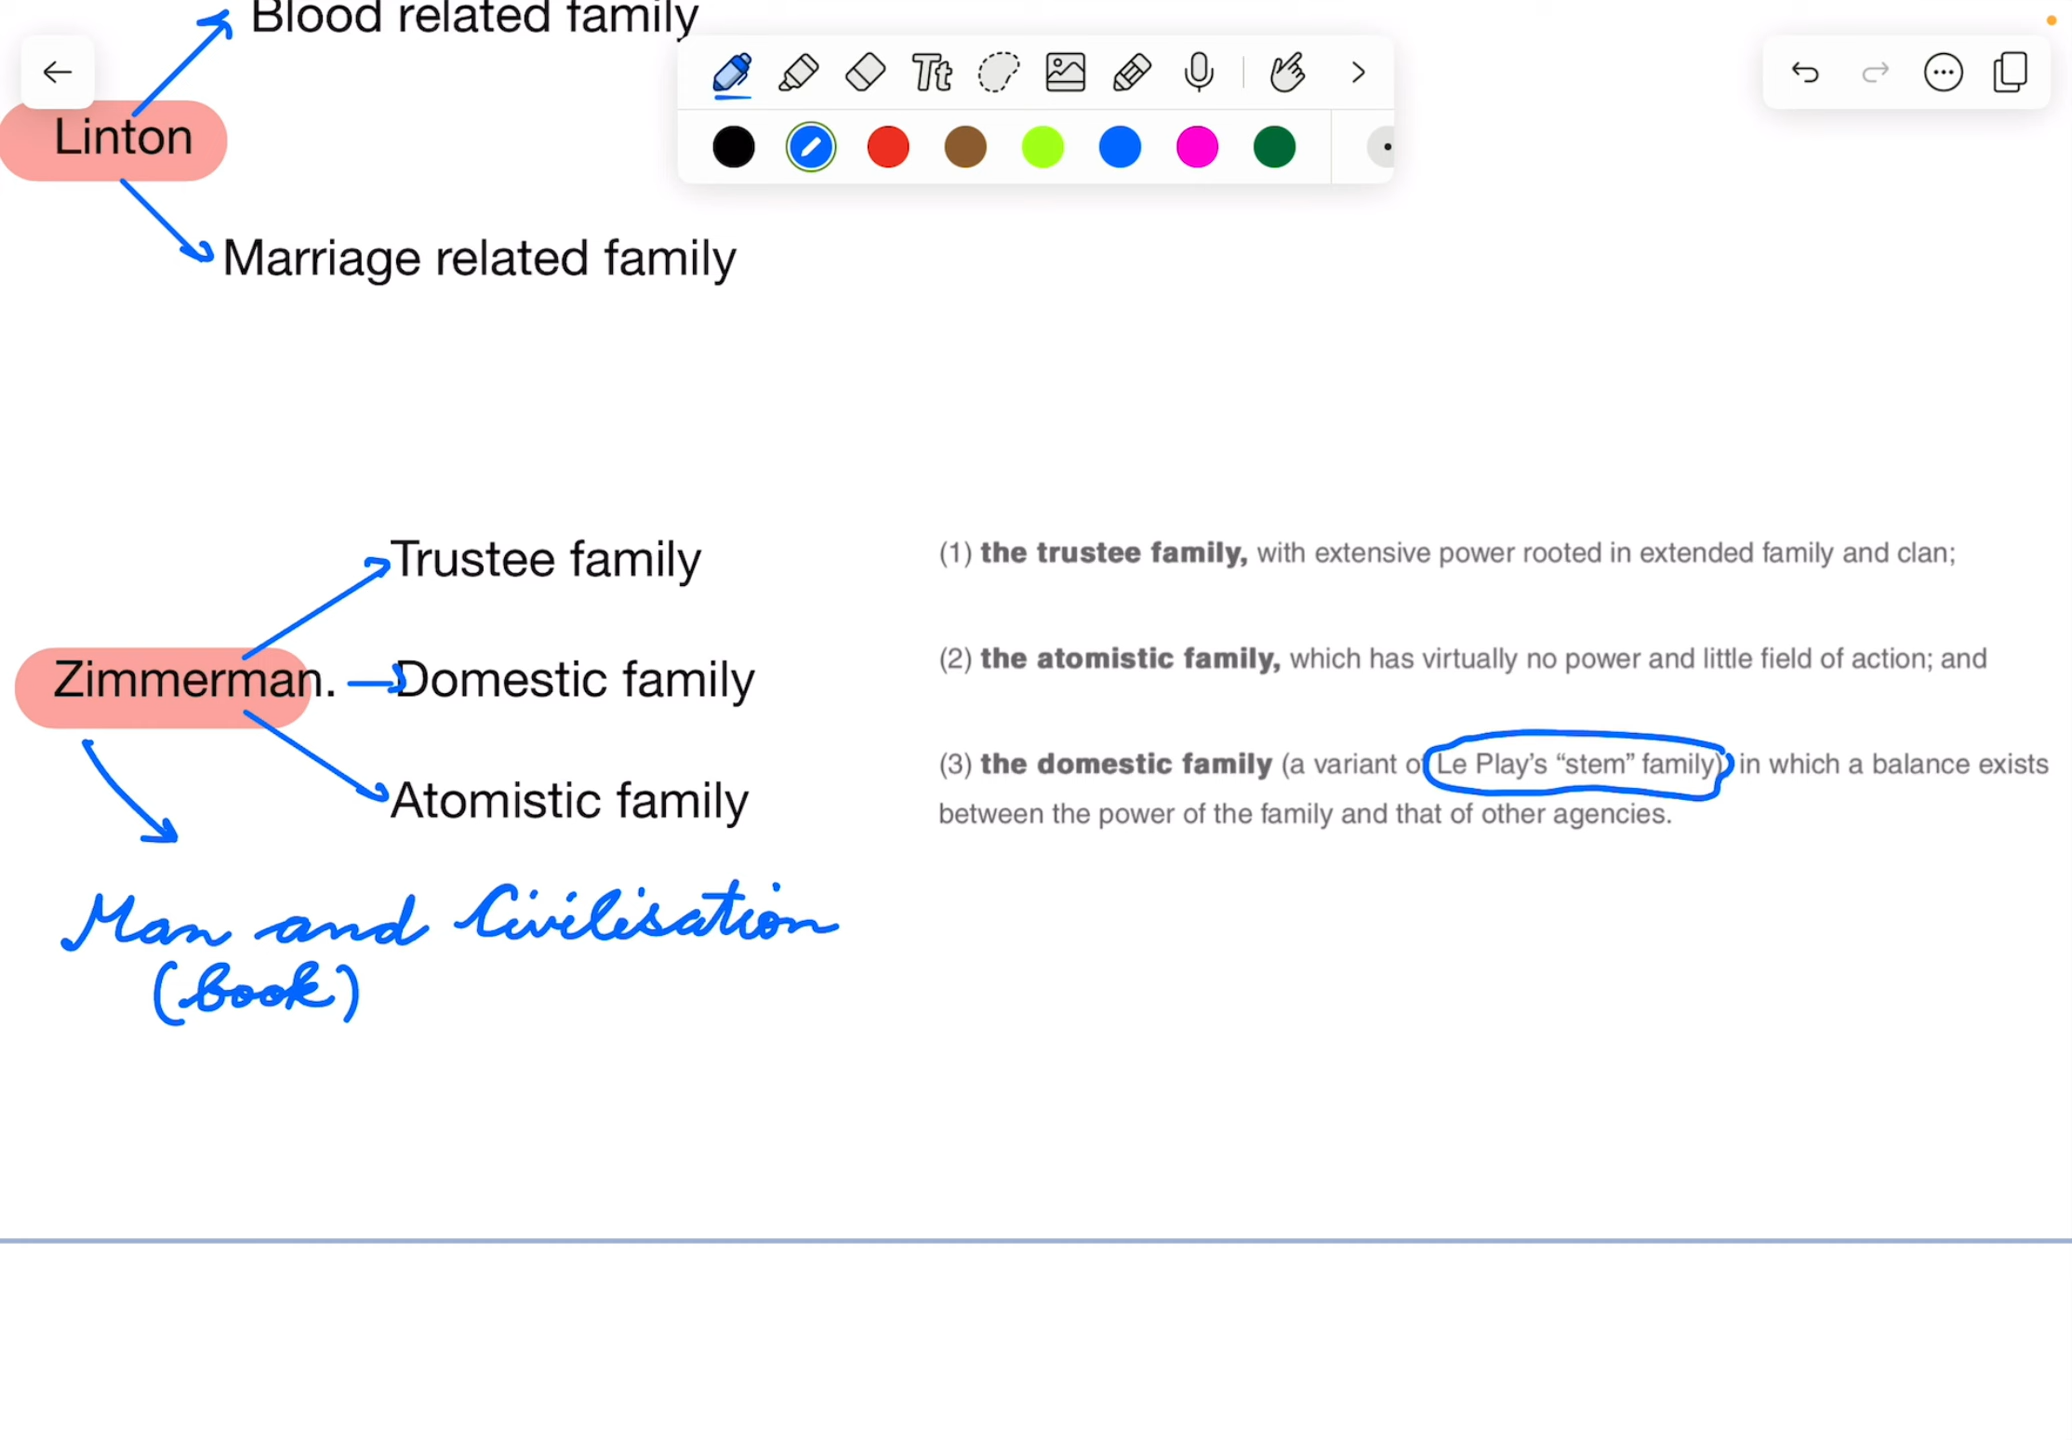 Blood related family
Tt
Linton
Marriage related family
Trustee family
Zimmerman.
Domestic family
Atomistic family
Man and Civilisation
(book)
(1) the trustee family, with extensive power rooted in extended family and clan;
(2) the atomistic family, which has virtually no power and little field of action; and
(3) the domestic family (a variant of Le Play's “stem” family) in which a balance exists
between the power of the family and that of other agencies.